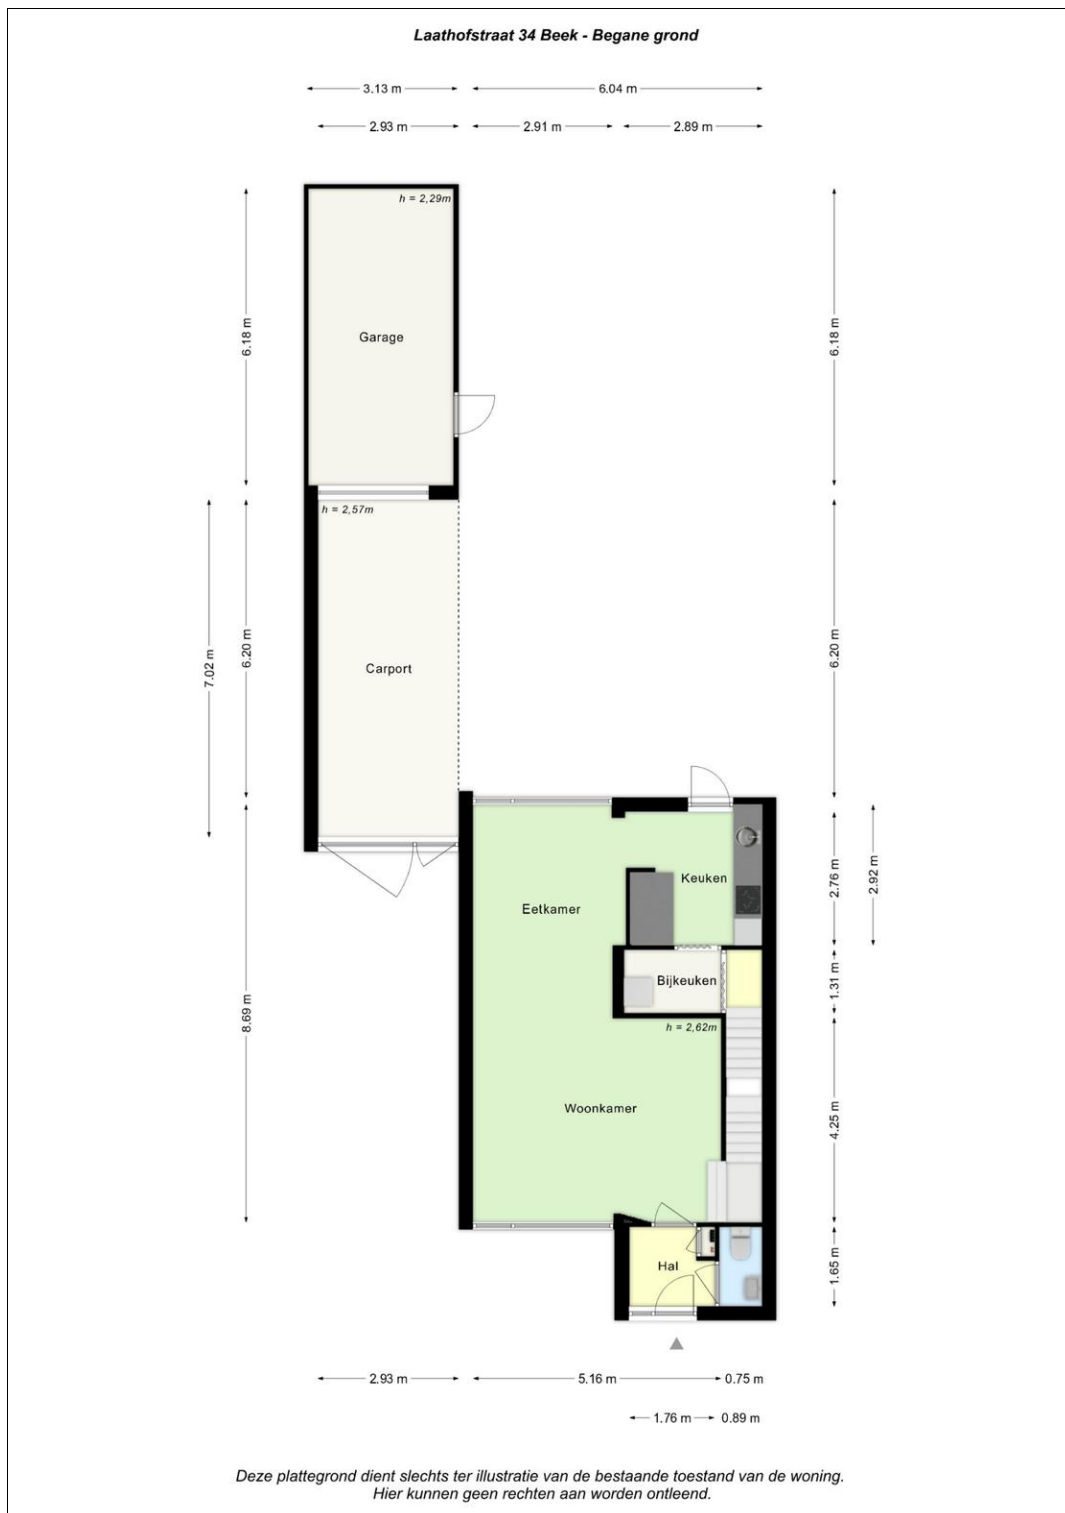 Laathofstraat 34 Beek - Begane grond
3.13 m
6.04 m
2.93 m
2.91 m
2.89 m
h = 2,29m
Garage
6.18 m
6.18 m
h = 2,57m
Carport
7.02 m
6.20 m
6.20 m
Keuken
Eetkamer
2.76 m
2.92 m
Bijkeuken
1.31 m
h = 2,62m
8.69 m
Woonkamer
4.25 m
Hal
1.65 m
2.93 m
5.16 m
0.75 m
1.76 m
0.89 m
Deze plattegrond dient slechts ter illustratie van de bestaande toestand van de woning.
Hier kunnen geen rechten aan worden ontleend.